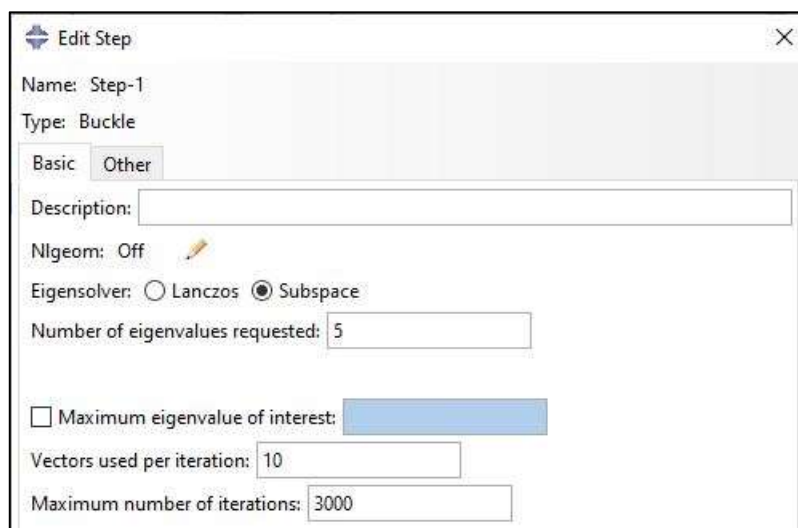 Edit Step
Name: Step-1
Type: Buckle
Basic Other
Description:
Nlgeom: Off
Eigensolver: Lanczos Subspace
Number of eigenvalues requested: 5
Maximum eigenvalue of interest:
Vectors used per iteration: 10
Maximum number of iterations: 3000